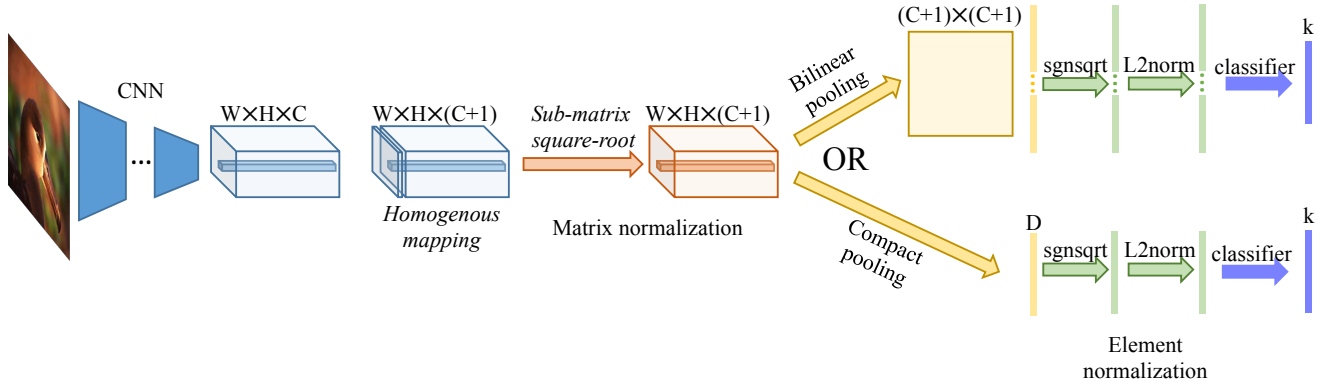 CNN
...
W×H×C
W×H×(C+1)
Homogenous
mapping
Sub-matrix
square-root
Matrix normalization
W×H×(C+1)
Bilinear
pooling
OR
Compact
pooling
(C+1)×(C+1)
sgnsqrt
L2norm
classifier
k
D
sgnsqrt
L2norm
classifier
k
Element
normalization